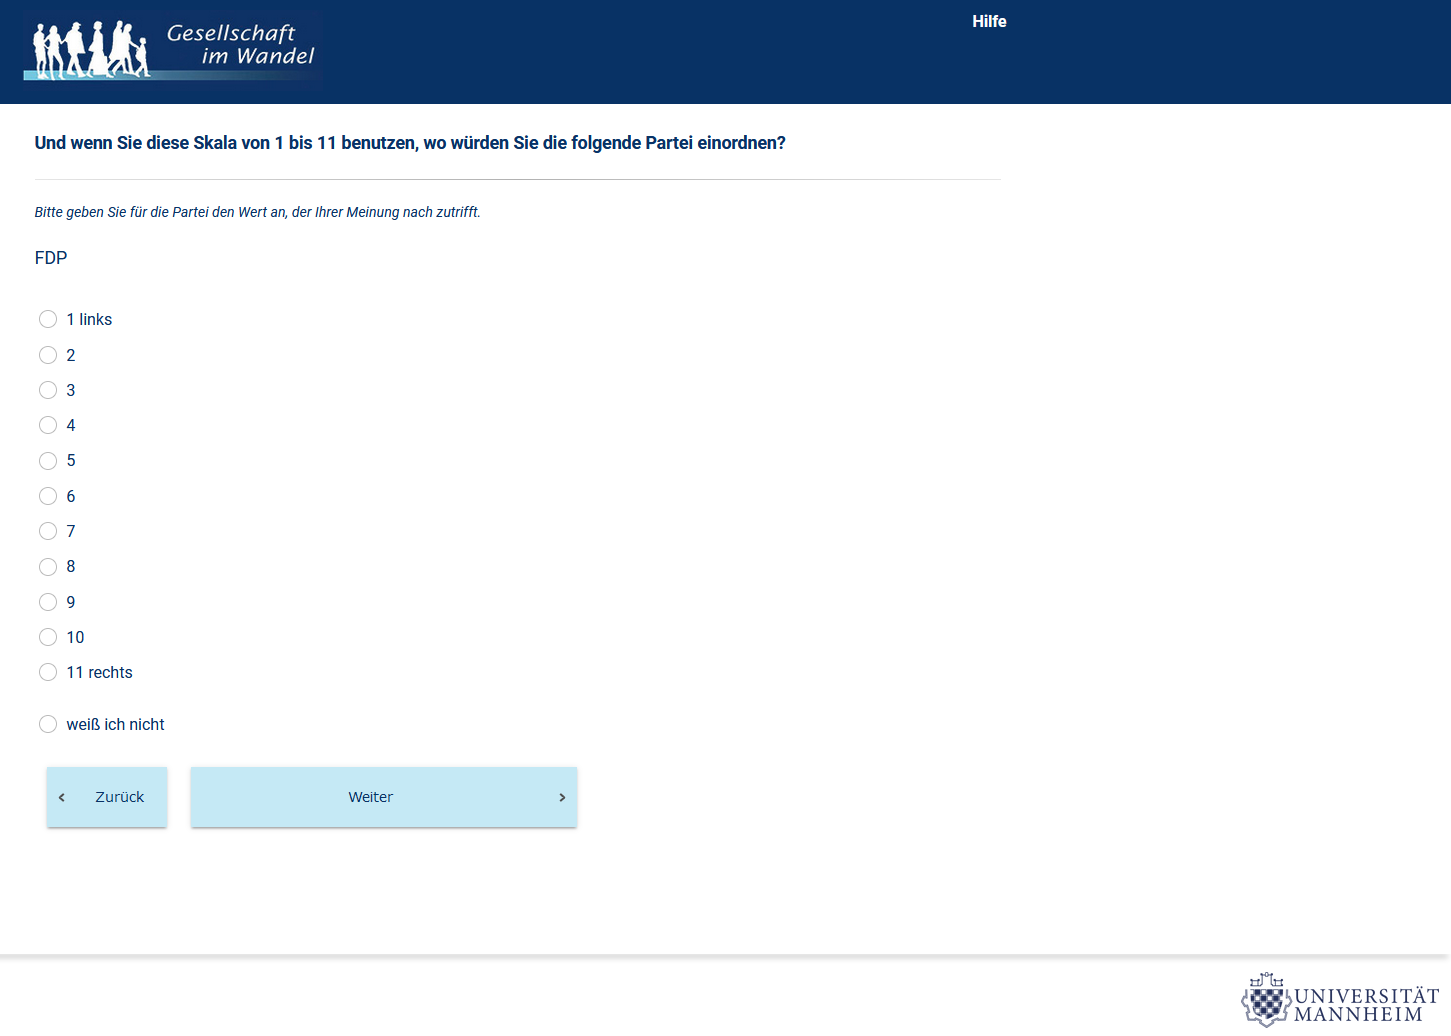 Gesellschaft
im Wandel
Hilfe
Und wenn Sie diese Skala von 1 bis 11 benutzen, wo würden Sie die folgende Partei einordnen?
Bitte geben Sie für die Partei den Wert an, der Ihrer Meinung nach zutrifft.
FDP
1 links
2
3
4
5
6
7
8
9
10
11 rechts
weiß ich nicht
Zurück
Weiter
UNIVERSITÄT
MANNHEIM